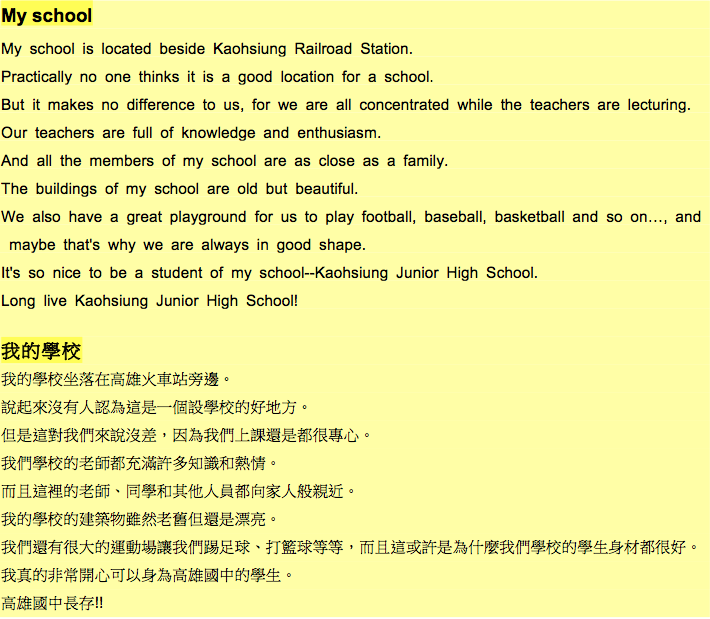 My school
My school is located beside Kaohsiung Railroad Station.
Practically no one thinks it is a good location for a school.
But it makes no difference to us, for we are all concentrated while the teachers are lecturing.
Our teachers are full of knowledge and enthusiasm.
And all the members of my school are as close as a family.
The buildings of my school are old but beautiful.
We also have a great playground for us to play football, baseball, basketball and so on…, and
maybe that's why we are always in good shape.
It's so nice to be a student of my school--Kaohsiung Junior High School.
Long live Kaohsiung Junior High School!
我的學校
我的學校坐落在高雄火車站旁邊。
說起來沒有人認為這是一個設學校的好地方。
但是這對我們來說沒差，因為我們上課還是都很專心。
我們學校的老師都充滿許多知識和熱情。
而且這裡的老師、同學和其他人員都向家人般親近。
我的學校的建築物雖然老舊但還是漂亮。
我們還有很大的運動場讓我們踢足球、打籃球等等，而且這或許是為什麼我們學校的學生身材都很好。
我真的非常開心可以身為高雄國中的學生。
高雄國中長存!!